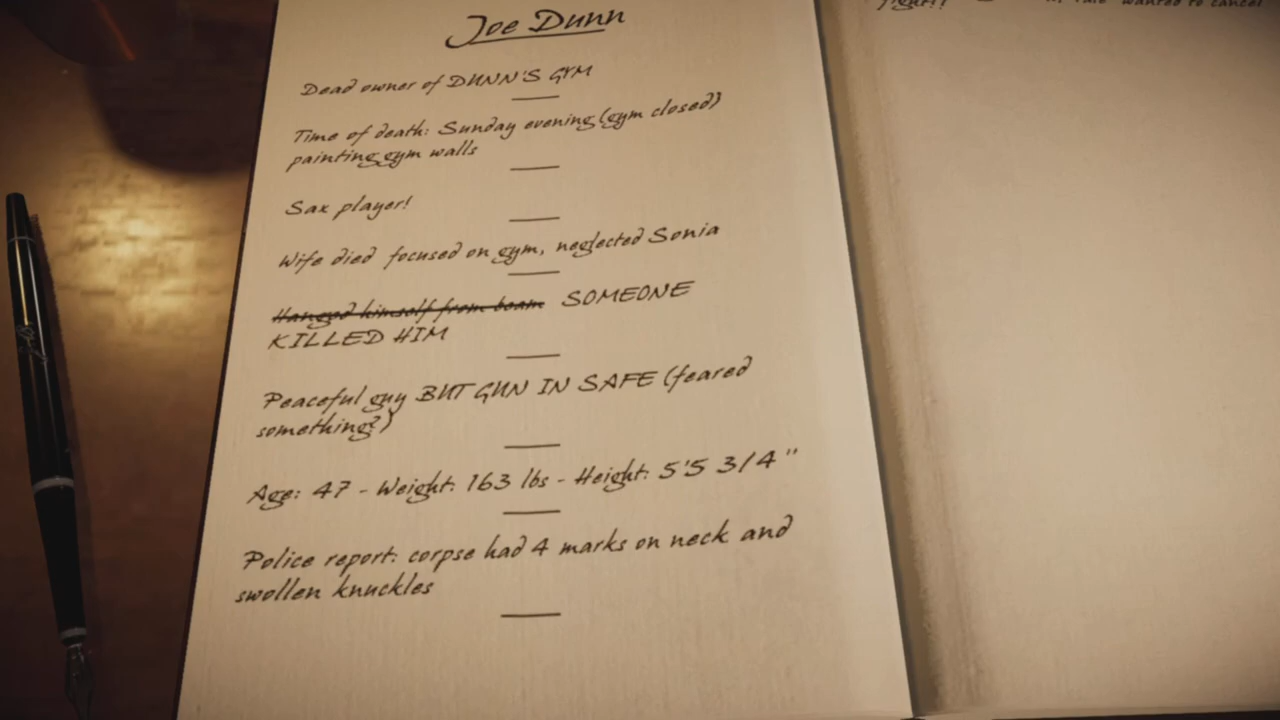 Joe Dunn
Dead owner of DUNN'S GYM
Time of death: Sunday evening (gym closed)
painting gym walls
Sax player!
Wife died focused on gym, neglected Sonia
Hanged himself from beam SOMEONE
KILLED HIM
Peaceful guy BUT GUN IN SAFE (feared
something?)
Age: 47 - Weight: 163 lbs - Height: 5'5 3/4"
Police report: corpse had 4 marks on neck and
swollen knuckles
wanted to cancel